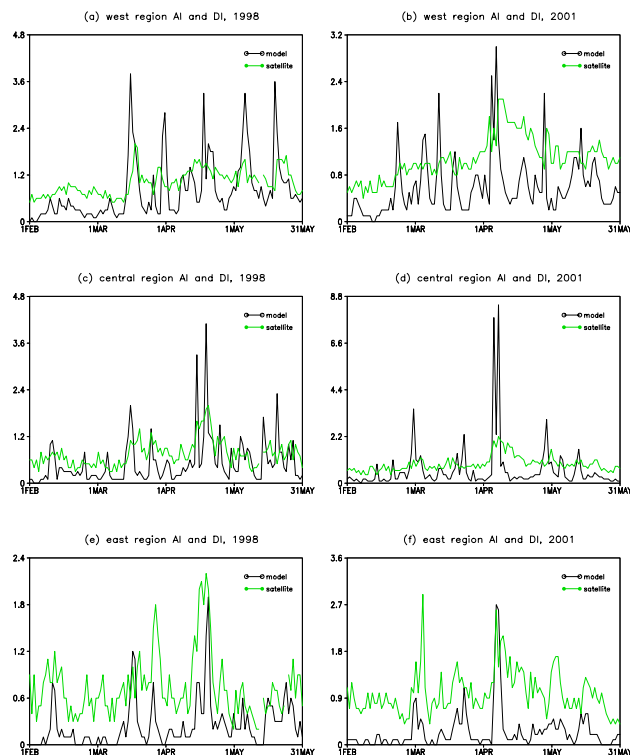 (a) west region AI and DI, 1998
4.8
3.6
2.4
1.2
0
1FEB 1MAR 1APR 1MAY 31MAY
model
satellite
(b) west region AI and DI, 2001
3.2
2.4
1.6
0.8
0
1FEB 1MAR 1APR 1MAY 31MAY
model
satellite
(c) central region AI and DI, 1998
4.8
3.6
2.4
1.2
0
1FEB 1MAR 1APR 1MAY 31MAY
model
satellite
(d) central region AI and DI, 2001
8.8
6.6
4.4
2.2
0
1FEB 1MAR 1APR 1MAY 31MAY
model
satellite
(e) east region AI and DI, 1998
2.4
1.8
1.2
0.6
0
1FEB 1MAR 1APR 1MAY 31MAY
model
satellite
(f) east region AI and DI, 2001
3.6
2.7
1.8
0.9
0
1FEB 1MAR 1APR 1MAY 31MAY
model
satellite